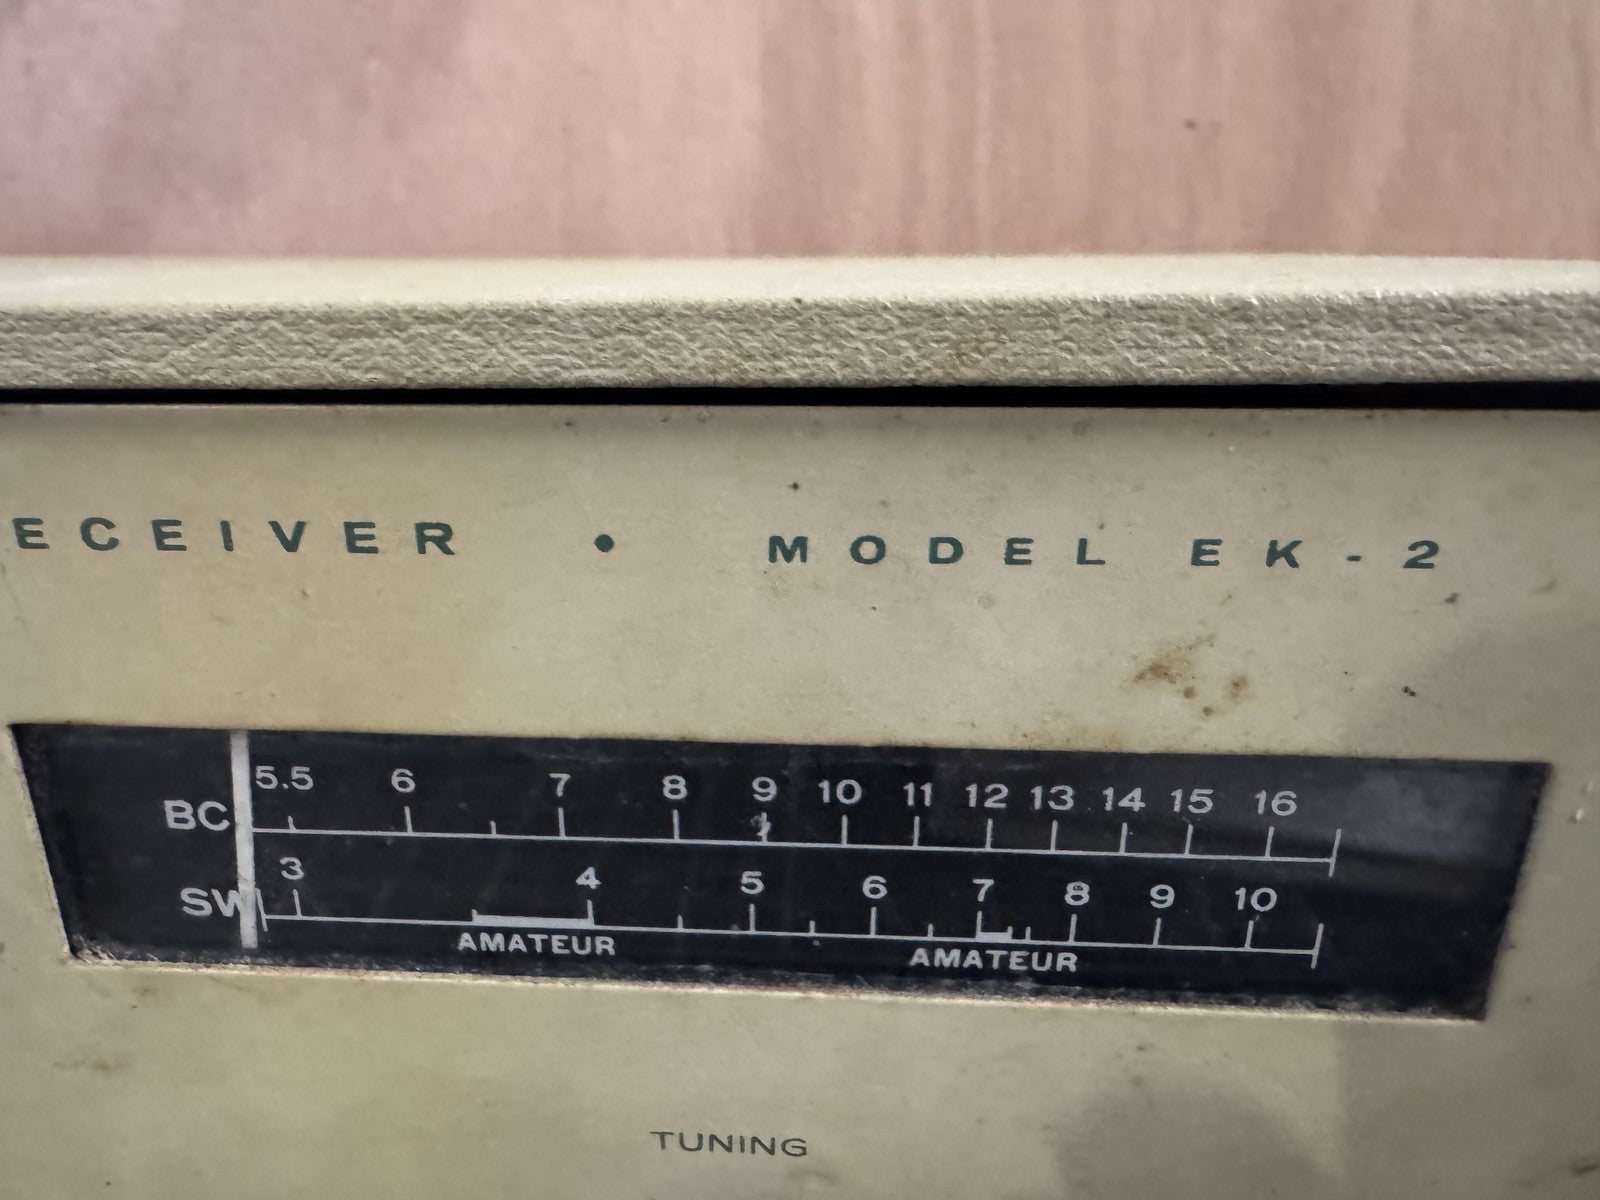 ECEIVER • MODEL EK-2
BC 5.5 6 7 8 9 10 11 12 13 14 15 16
SW 3 4 5 6 7 8 9 10
AMATEUR AMATEUR
TUNING